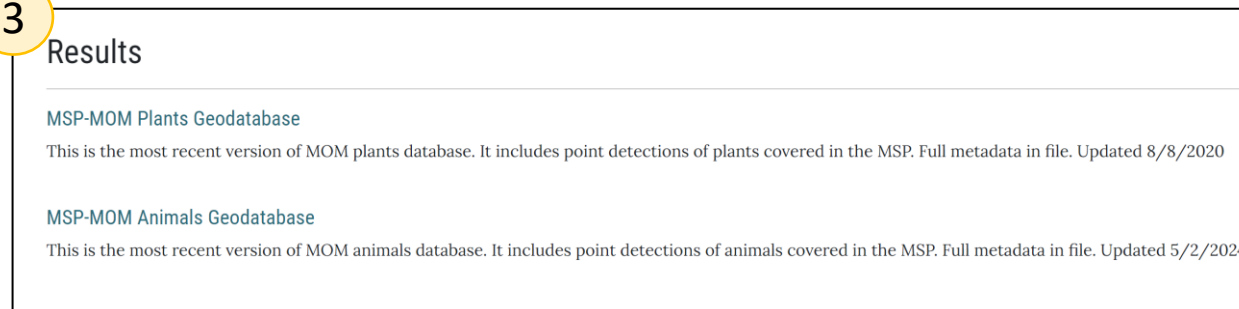 3
Results
MSP-MOM Plants Geodatabase
This is the most recent version of MOM plants database. It includes point detections of plants covered in the MSP. Full metadata in file. Updated 8/8/2020
MSP-MOM Animals Geodatabase
This is the most recent version of MOM animals database. It includes point detections of animals covered in the MSP. Full metadata in file. Updated